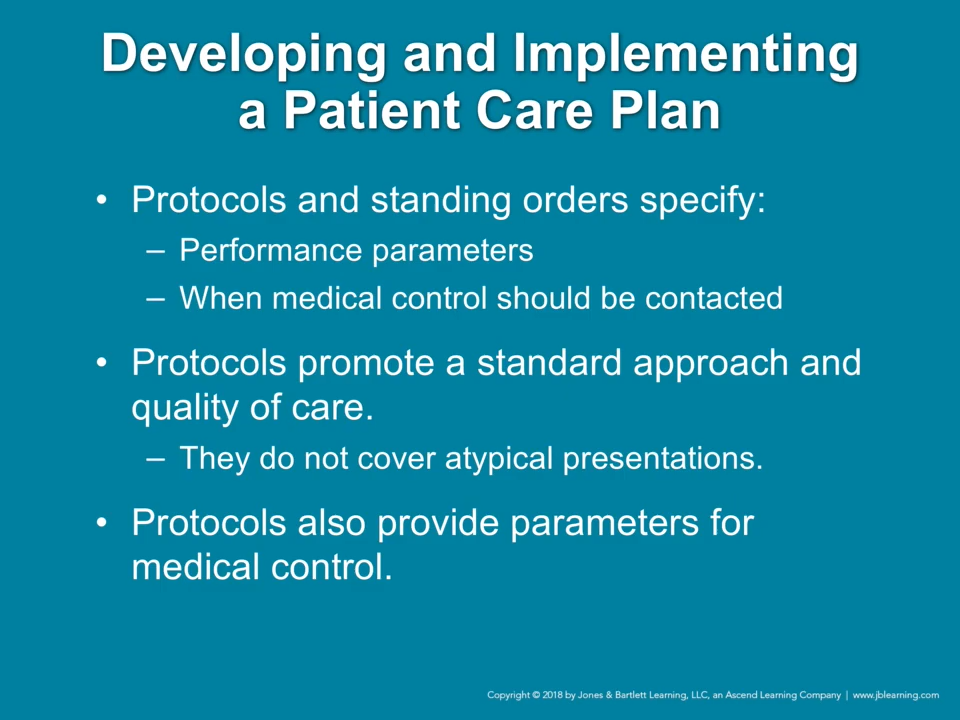 Developing and Implementing
a Patient Care Plan
• Protocols and standing orders specify:
– Performance parameters
– When medical control should be contacted
• Protocols promote a standard approach and
quality of care.
– They do not cover atypical presentations.
• Protocols also provide parameters for
medical control.
Copyright © 2018 by Jones & Bartlett Learning, LLC, an Ascend Learning Company | www.jblearning.com